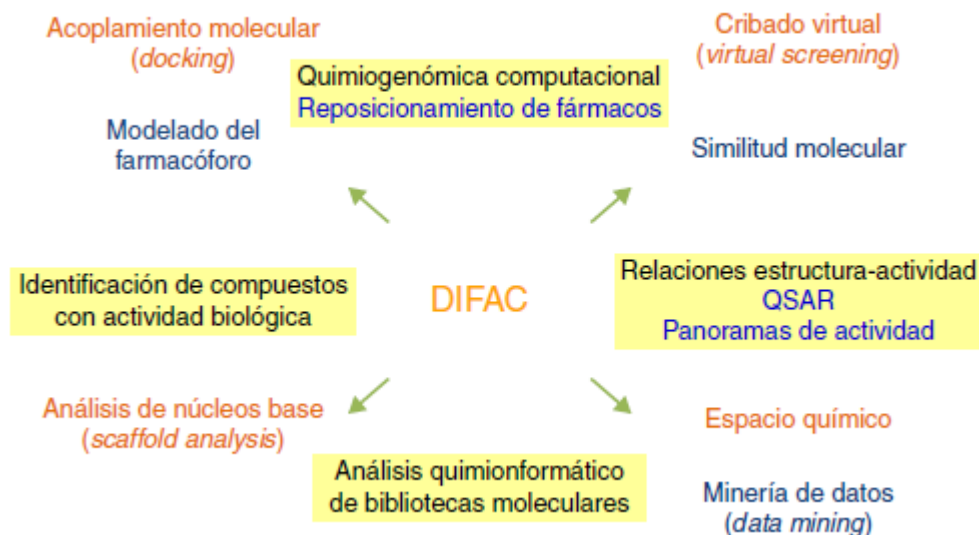 Acoplamiento molecular
(docking)
Cribado virtual
(virtual screening)
Quimiogenómica computacional
Reposicionamiento de fármacos
Modelado del
farmacóforo
Similitud molecular
Identificación de compuestos
con actividad biológica
DIFAC
Relaciones estructura-actividad
QSAR
Panoramas de actividad
Análisis de núcleos base
(scaffold analysis)
Espacio químico
Análisis quimionformático
de bibliotecas moleculares
Minería de datos
(data mining)